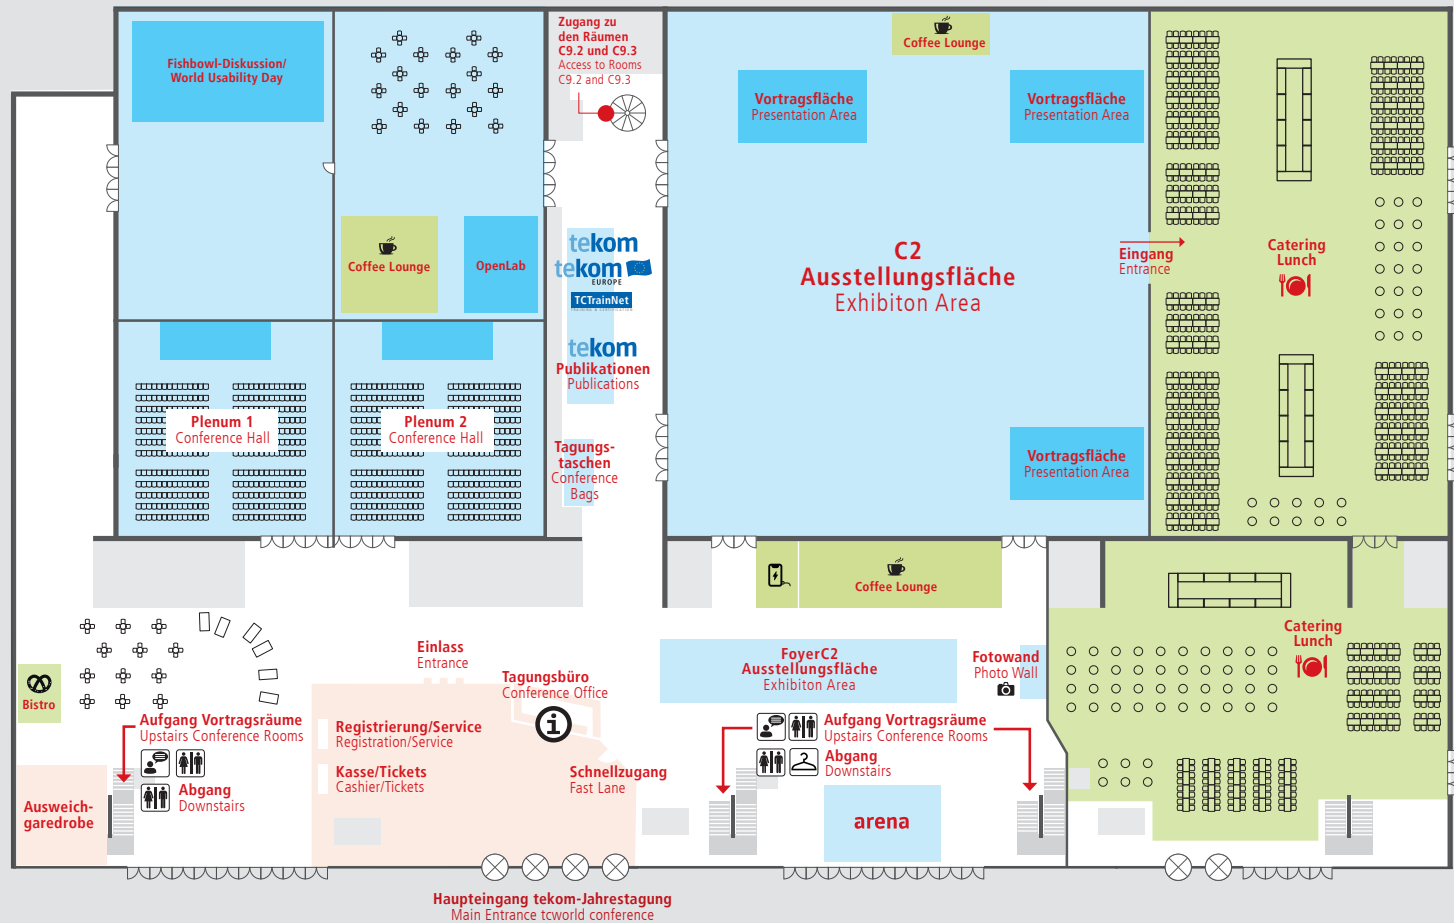 Fishbowl-Diskussion/
World Usability Day
Zugang zu
den Räumen
C9.2 und C9.3
Access to Rooms
C9.2 and C9.3
Coffee Lounge
Vortragsfläche
Presentation Area
Vortragsfläche
Presentation Area
Coffee Lounge
OpenLab
tekom
tekom
EUROPE
TCTrainNet
tekom
Publikationen
Publications
C2
Ausstellungsfläche
Exhibiton Area
Eingang
Entrance
Catering
Lunch
Plenum 1
Conference Hall
Plenum 2
Conference Hall
Tagungs-
taschen
Conference
Bags
Vortragsfläche
Presentation Area
Coffee Lounge
Bistro
Einlass
Entrance
Tagungsbüro
Conference Office
FoyerC2
Ausstellungsfläche
Exhibiton Area
Fotowand
Photo Wall
Catering
Lunch
Aufgang Vortragsräume
Upstairs Conference Rooms
Abgang
Downstairs
Registrierung/Service
Registration/Service
Kasse/Tickets
Cashier/Tickets
Schnellzugang
Fast Lane
Aufgang Vortragsräume
Upstairs Conference Rooms
Abgang
Downstairs
Ausweich-
garedrobe
arena
Haupteingang tekom-Jahrestagung
Main Entrance tcworld conference